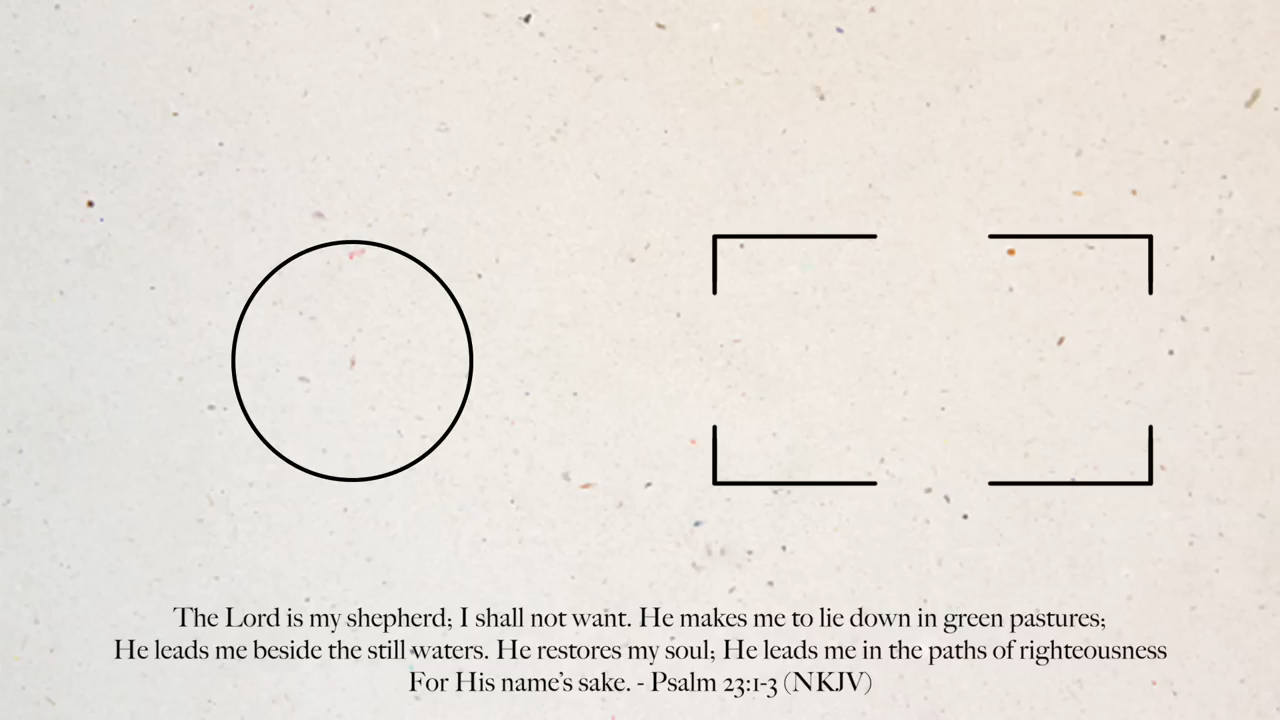 The Lord is my shepherd; I shall not want. He makes me to lie down in green pastures;
He leads me beside the still waters. He restores my soul; He leads me in the paths of righteousness
For His name's sake. - Psalm 23:1-3 (NKJV)